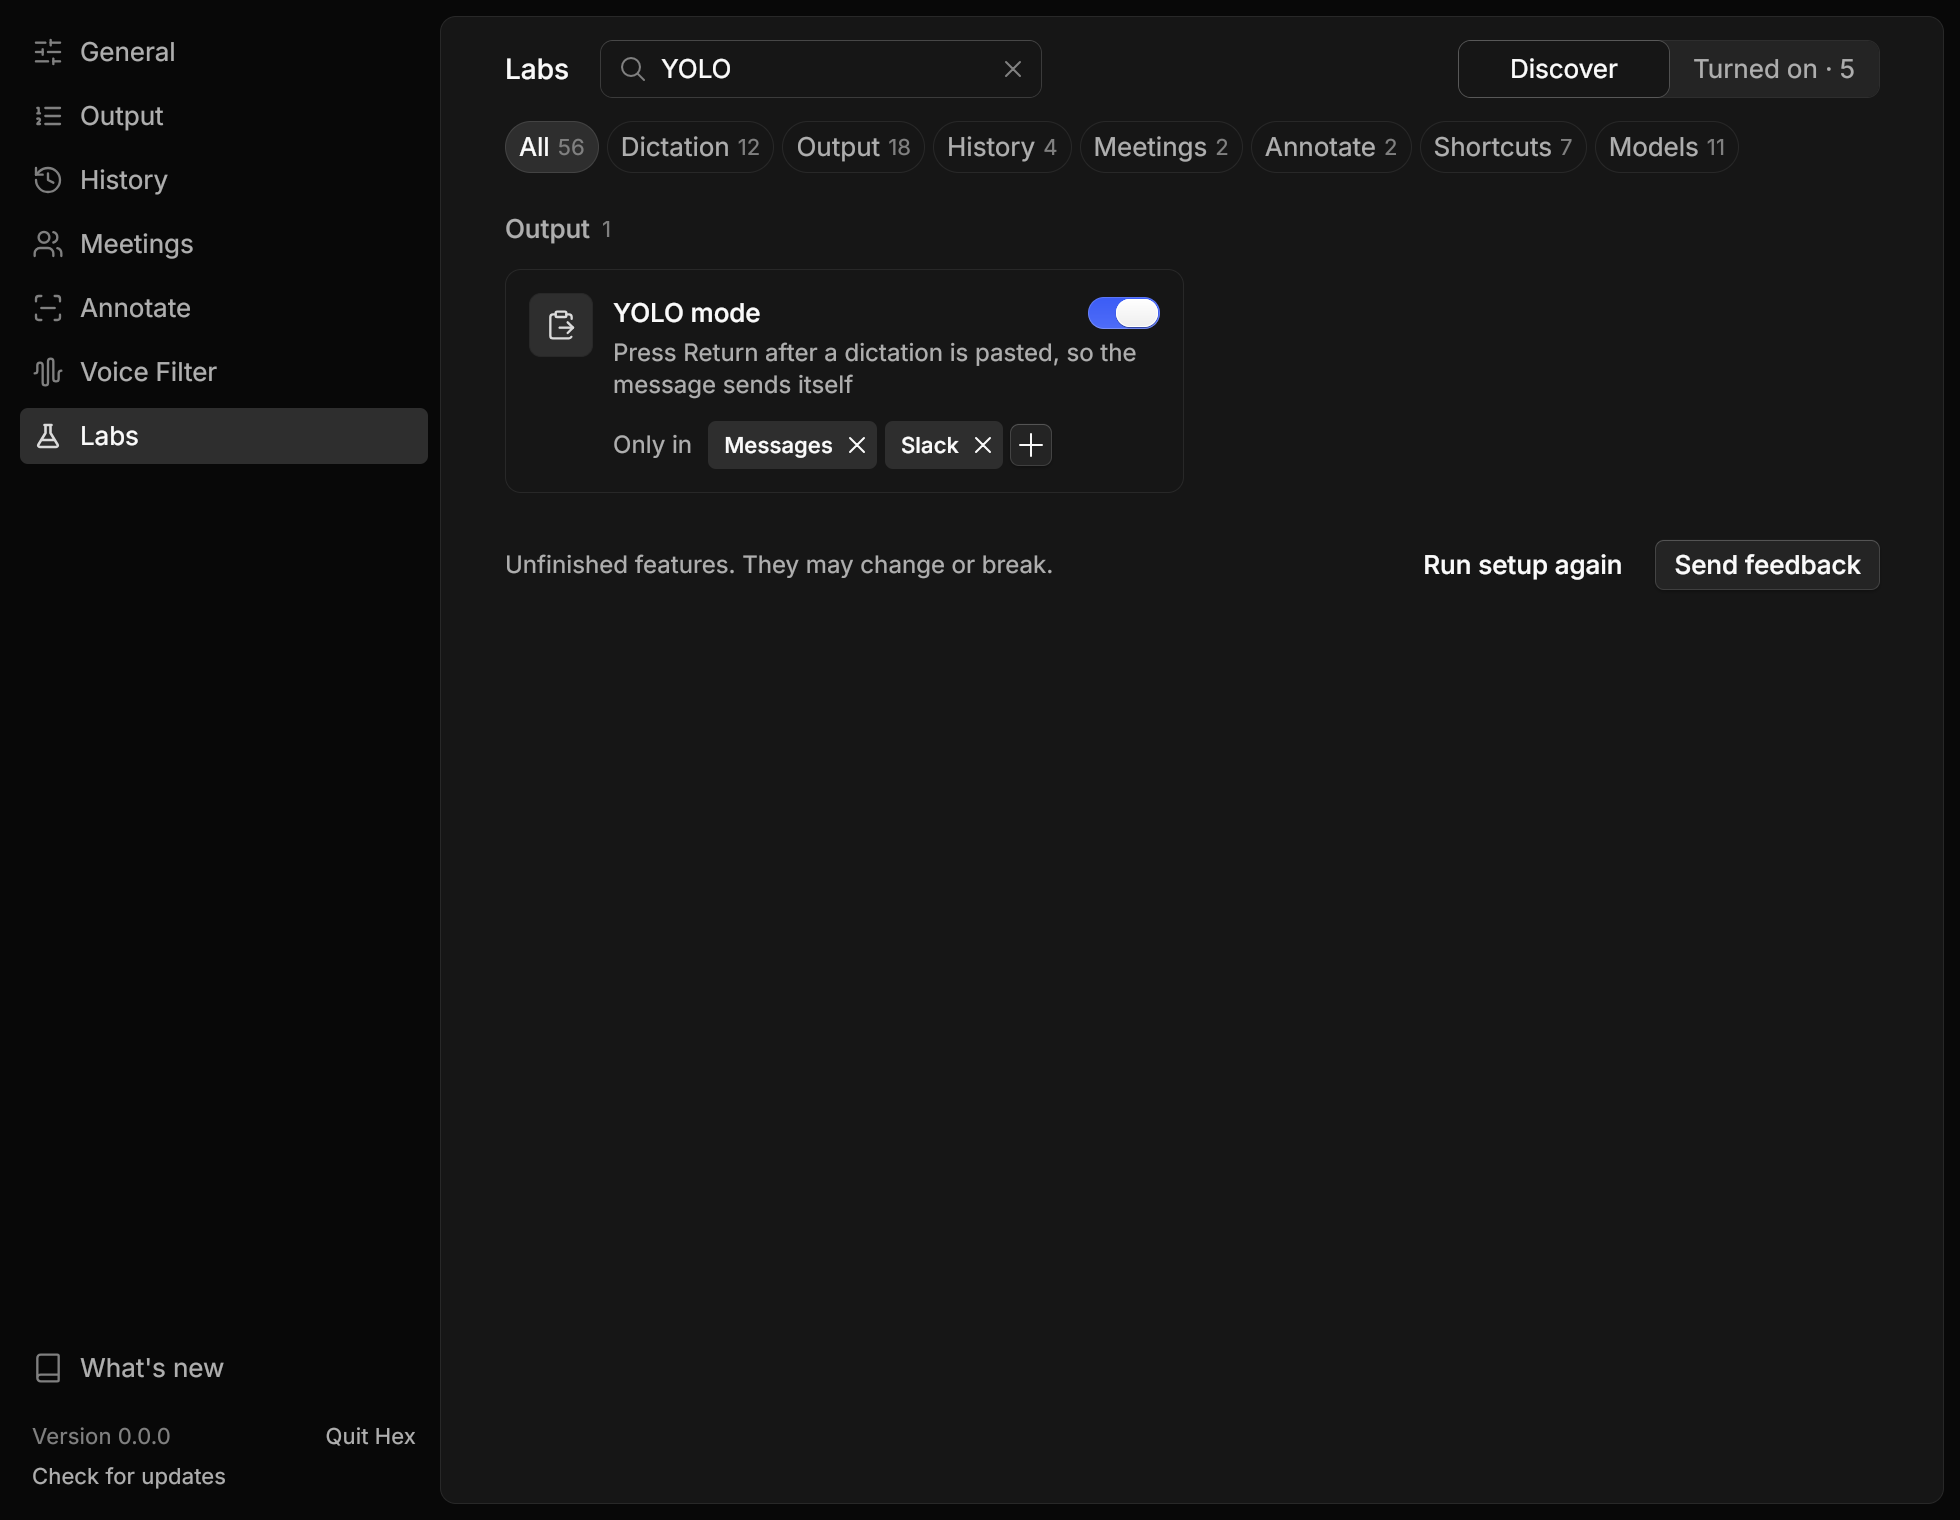 General
Output
History
Meetings
Annotate
Voice Filter
Labs
What's new
Version 0.0.0
Quit Hex
Check for updates
Labs
YOLO
Discover
Turned on · 5
All 56
Dictation 12
Output 18
History 4
Meetings 2
Annotate 2
Shortcuts 7
Models 11
Output 1
YOLO mode
Press Return after a dictation is pasted, so the
message sends itself
Only in
Messages
Slack
Unfinished features. They may change or break.
Run setup again
Send feedback